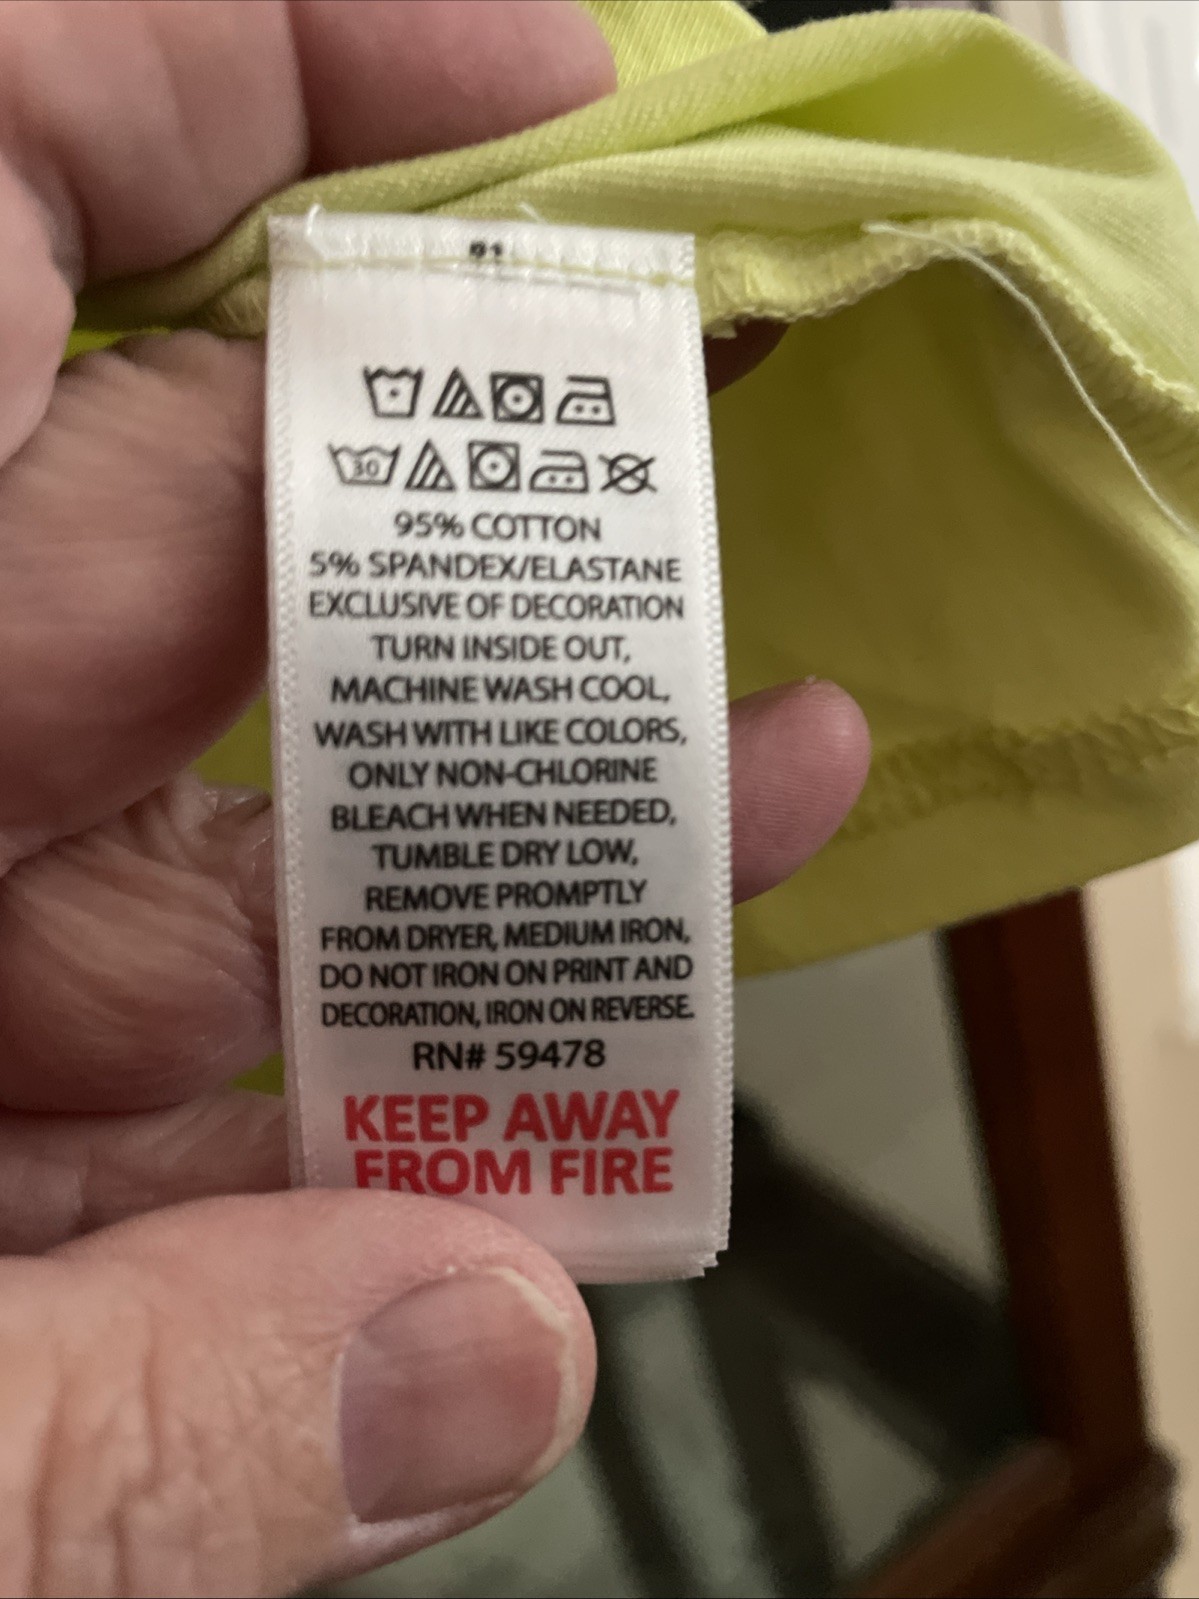 30
95% COTTON
5% SPANDEX/ELASTANE
EXCLUSIVE OF DECORATION
TURN INSIDE OUT,
MACHINE WASH COOL,
WASH WITH LIKE COLORS,
ONLY NON-CHLORINE
BLEACH WHEN NEEDED,
TUMBLE DRY LOW,
REMOVE PROMPTLY
FROM DRYER, MEDIUM IRON,
DO NOT IRON ON PRINT AND
DECORATION, IRON ON REVERSE.
RN# 59478
KEEP AWAY
FROM FIRE